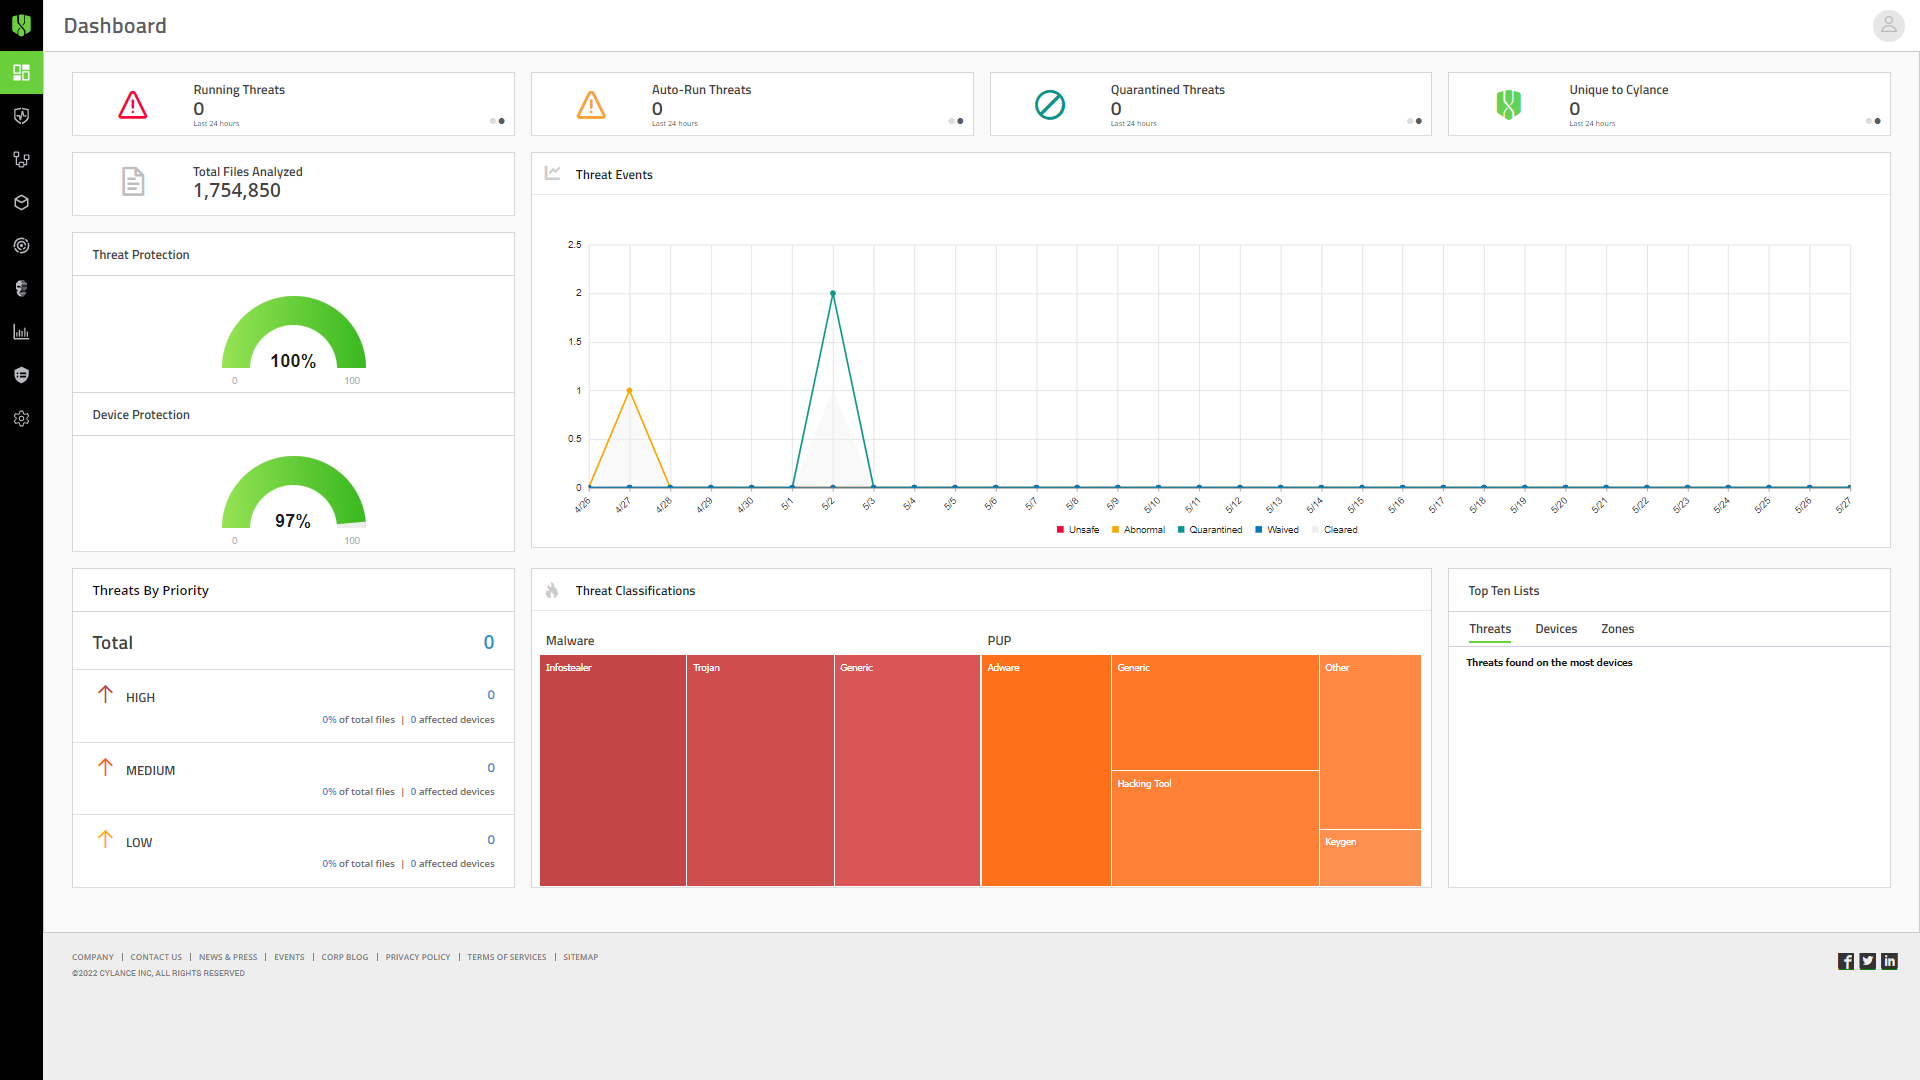 Dashboard
Running Threats
0
Last 24 hours
Auto-Run Threats
0
Last 24 hours
Quarantined Threats
0
Last 24 hours
Unique to Cylance
0
Last 24 hours
Total Files Analyzed
1,754,850
Threat Protection
100%
0 100
Device Protection
97%
0 100
Threat Events
2.5
2
1.5
1
0.5
0
4/26 4/27 4/28 4/29 4/30 5/1 5/2 5/3 5/4 5/5 5/6 5/7 5/8 5/9 5/10 5/11 5/12 5/13 5/14 5/15 5/16 5/17 5/18 5/19 5/20 5/21 5/22 5/23 5/24 5/25 5/26 5/27
Unsafe Abnormal Quarantined Waived Cleared
Threats By Priority
Total 0
HIGH 0
0% of total files | 0 affected devices
MEDIUM 0
0% of total files | 0 affected devices
LOW 0
0% of total files | 0 affected devices
Threat Classifications
Malware PUP
Infostealer Trojan Generic Adware Generic Other
Hacking Tool
Keygen
Top Ten Lists
Threats Devices Zones
Threats found on the most devices
COMPANY | CONTACT US | NEWS & PRESS | EVENTS | CORP BLOG | PRIVACY POLICY | TERMS OF SERVICES | SITEMAP
©2022 CYLANCE INC, ALL RIGHTS RESERVED